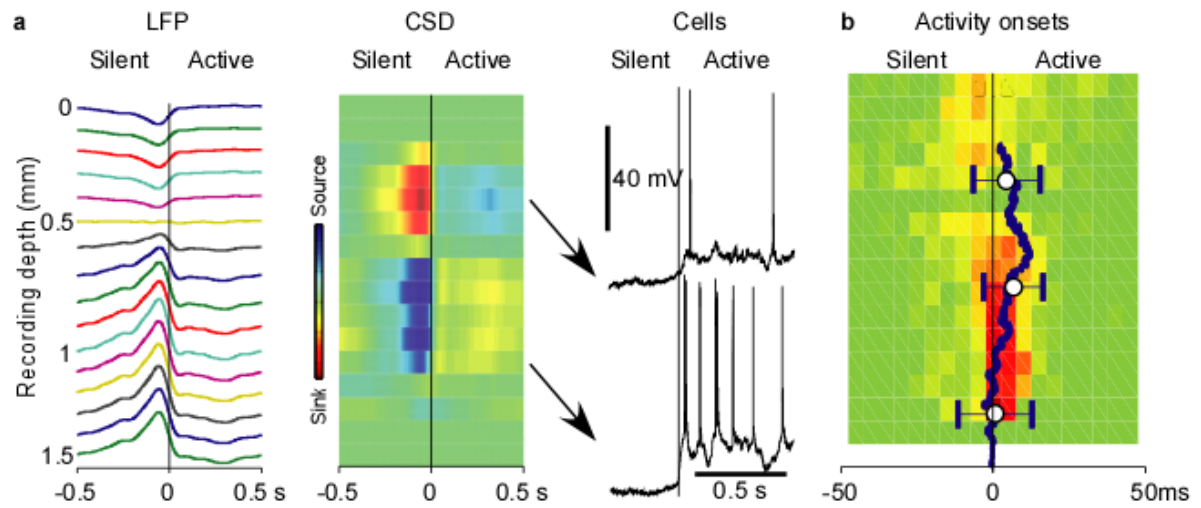 a
LFP
CSD
Cells
b
Activity onsets
Silent
Active
Silent
Active
Silent
Active
Silent
Active
Recording depth (mm)
0
0.5
1
1.5
-0.5
0
0.5 s
Source
Sink
-0.5
0
0.5 s
40 mV
0.5 s
-50
0
50ms